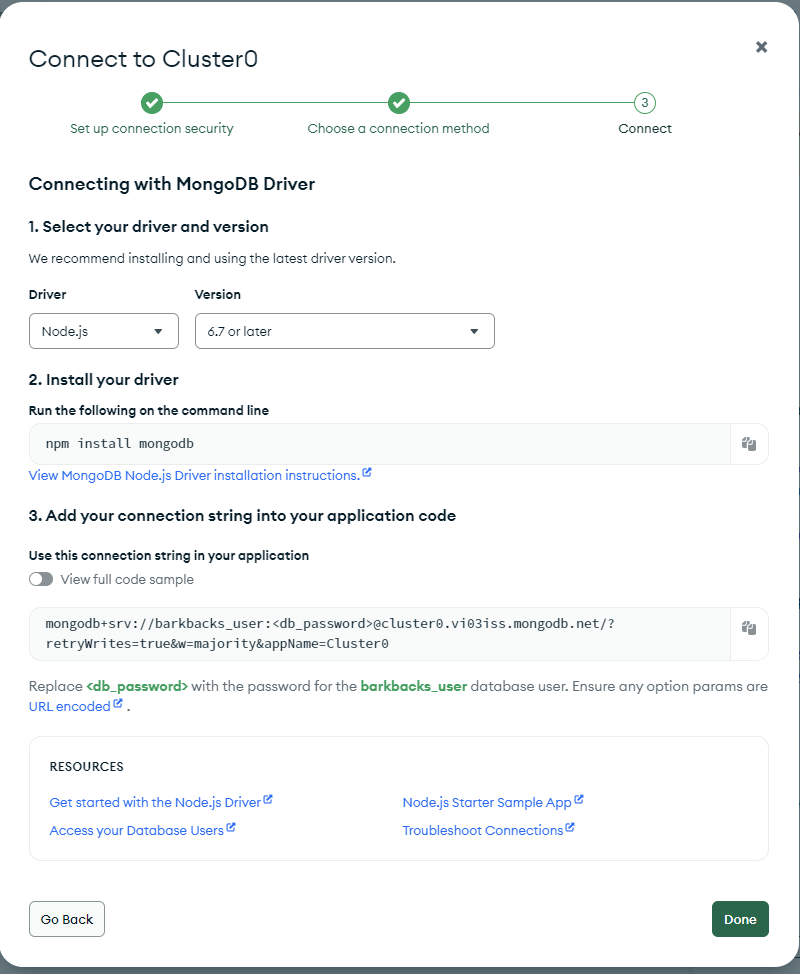 Connect to Cluster0
Set up connection security
Choose a connection method
3
Connect
Connecting with MongoDB Driver
1. Select your driver and version
We recommend installing and using the latest driver version.
Driver
Version
Node.js
6.7 or later
2. Install your driver
Run the following on the command line
npm install mongodb
View MongoDB Node.js Driver installation instructions.
3. Add your connection string into your application code
Use this connection string in your application
View full code sample
mongodb+srv://barkbacks_user:<db_password>@cluster0.vi03iss.mongodb.net/?
retryWrites=true&w=majority&appName=Cluster0
Replace <db_password> with the password for the barkbacks_user database user. Ensure any option params are
URL encoded .
RESOURCES
Get started with the Node.js Driver
Node.js Starter Sample App
Access your Database Users
Troubleshoot Connections
Go Back
Done